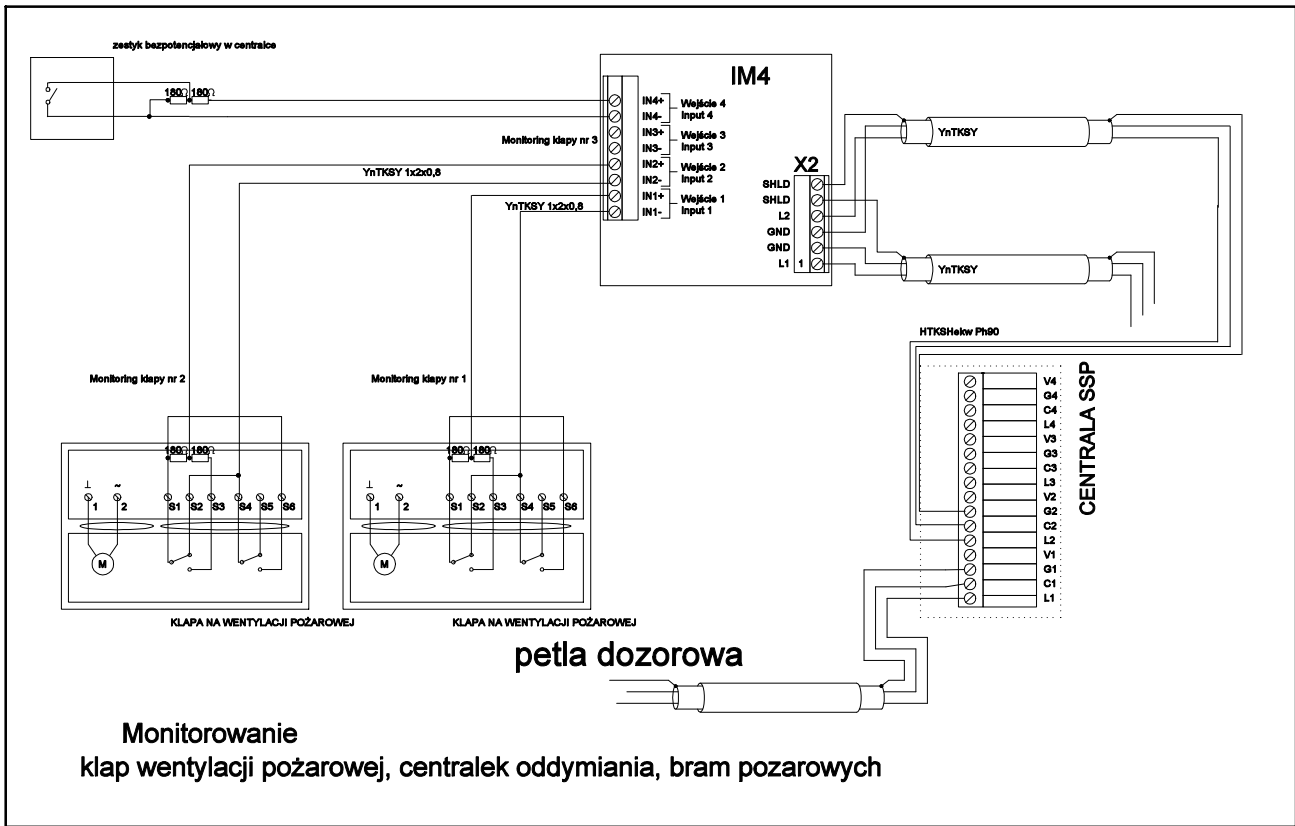 zestyk bezpotencjałowy w centralce
180Ω 180Ω
IM4
IN4+
IN4-
Wejście 4
Input 4
Monitoring klapy nr 3
IN3+
IN3-
Wejście 3
Input 3
YnTKSY 1x2x0,8
IN2+
IN2-
Wejście 2
Input 2
YnTKSY 1x2x0,8
IN1+
IN1-
Wejście 1
Input 1
X2
SHLD
SHLD
L2
GND
GND
L1 1
YnTKSY
YnTKSY
HTKSHekw Ph90
CENTRALA SSP
V4
G4
C4
L4
V3
G3
C3
L3
V2
G2
C2
L2
V1
G1
C1
L1
Monitoring klapy nr 2
180Ω 180Ω
⊥ ~
1 2 S1 S2 S3 S4 S5 S6
M
KLAPA NA WENTYLACJI POŻAROWEJ
Monitoring klapy nr 1
180Ω 180Ω
⊥ ~
1 2 S1 S2 S3 S4 S5 S6
M
KLAPA NA WENTYLACJI POŻAROWEJ
petla dozorowa
Monitorowanie
klap wentylacji pożarowej, centralek oddymiania, bram pozarowych